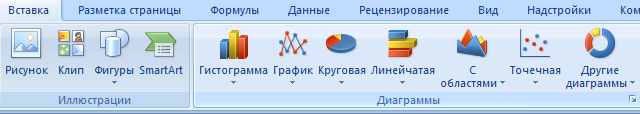 Вставка Разметка страницы Формулы Данные Рецензирование Вид Надстройки
Рисунок Клип Фигуры SmartArt Гистограмма График Круговая Линейчатая С областями Точечная Другие диаграммы
Иллюстрации Диаграммы